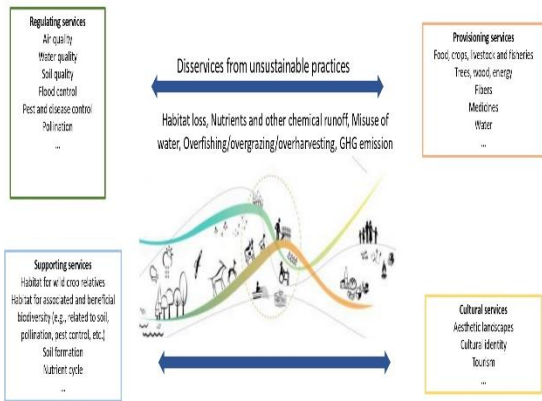 Regulating services
Air quality
Water quality
Soil quality
Flood control
Pest and disease control
Pollination
...
Disservices from unsustainable practices
Habitat loss, Nutrients and other chemical runoff, Misuse of
water, Overfishing/overgrazing/overharvesting, GHG emission
Provisioning services
Food, crops, livestock and fisheries
Trees, wood, energy
Fibers
Medicines
Water
...
FOOD
Supporting services
Habitat for wild crop relatives
Habitat for associated and beneficial
biodiversity (e.g., related to soil,
pollination, pest control, etc.)
Soil formation
Nutrient cycle
...
Cultural services
Aesthetic landscapes
Cultural identity
Tourism
...